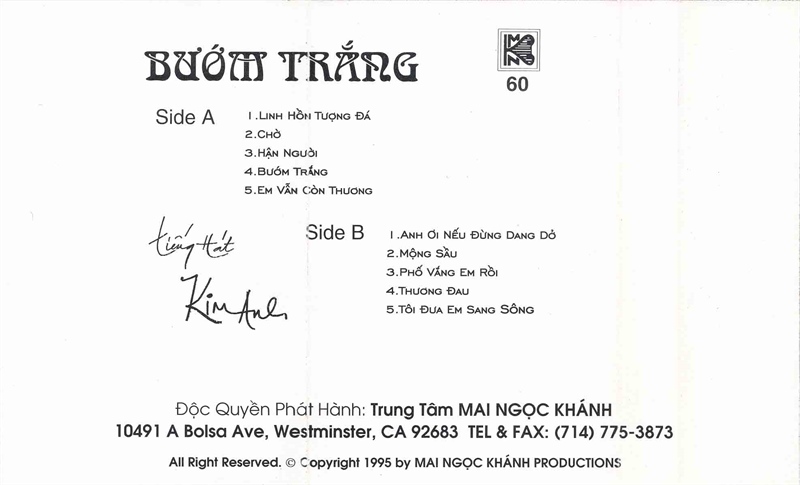 BƯỚM TRẮNG
MKN
60
Side A
1.LINH HỒN TƯỢNG ĐÁ
2.CHỜ
3.HẬN NGƯỜI
4.BƯỚM TRẮNG
5.EM VẪN CÒN THƯƠNG
tiếng Hát
KIM ANH
Side B
1.ANH ƠI NẾU ĐỪNG DANG DỞ
2.MỘNG SẦU
3.PHỐ VẮNG EM RỒI
4.THƯƠNG ĐAU
5.TÔI ĐƯA EM SANG SÔNG
Độc Quyền Phát Hành: Trung Tâm MAI NGỌC KHÁNH
10491 A Bolsa Ave, Westminster, CA 92683 TEL & FAX: (714) 775-3873
All Right Reserved. © Copyright 1995 by MAI NGỌC KHÁNH PRODUCTIONS